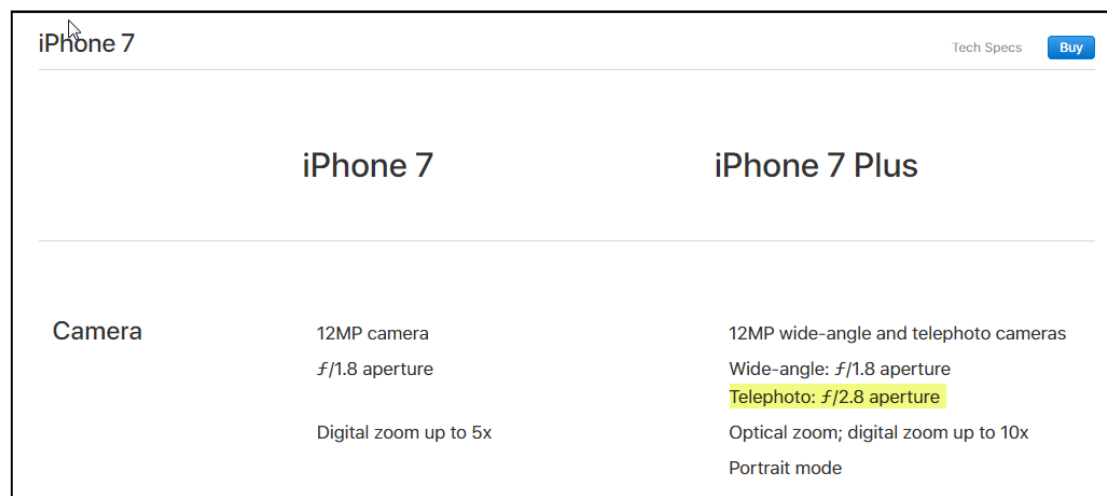 iPhone 7
Tech Specs
Buy
iPhone 7
iPhone 7 Plus
Camera
12MP camera
12MP wide-angle and telephoto cameras
ƒ/1.8 aperture
Wide-angle: ƒ/1.8 aperture
Telephoto: ƒ/2.8 aperture
Digital zoom up to 5x
Optical zoom; digital zoom up to 10x
Portrait mode